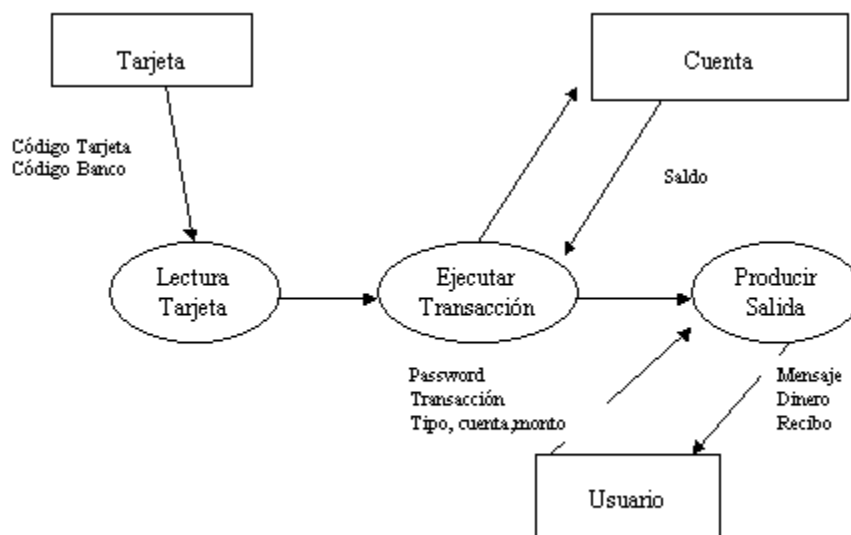 Tarjeta
Cuenta
Código Tarjeta
Código Banco
Saldo
Lectura
Tarjeta
Ejecutar
Transacción
Producir
Salida
Password
Transacción
Tipo, cuenta,monto
Mensaje
Dinero
Recibo
Usuario